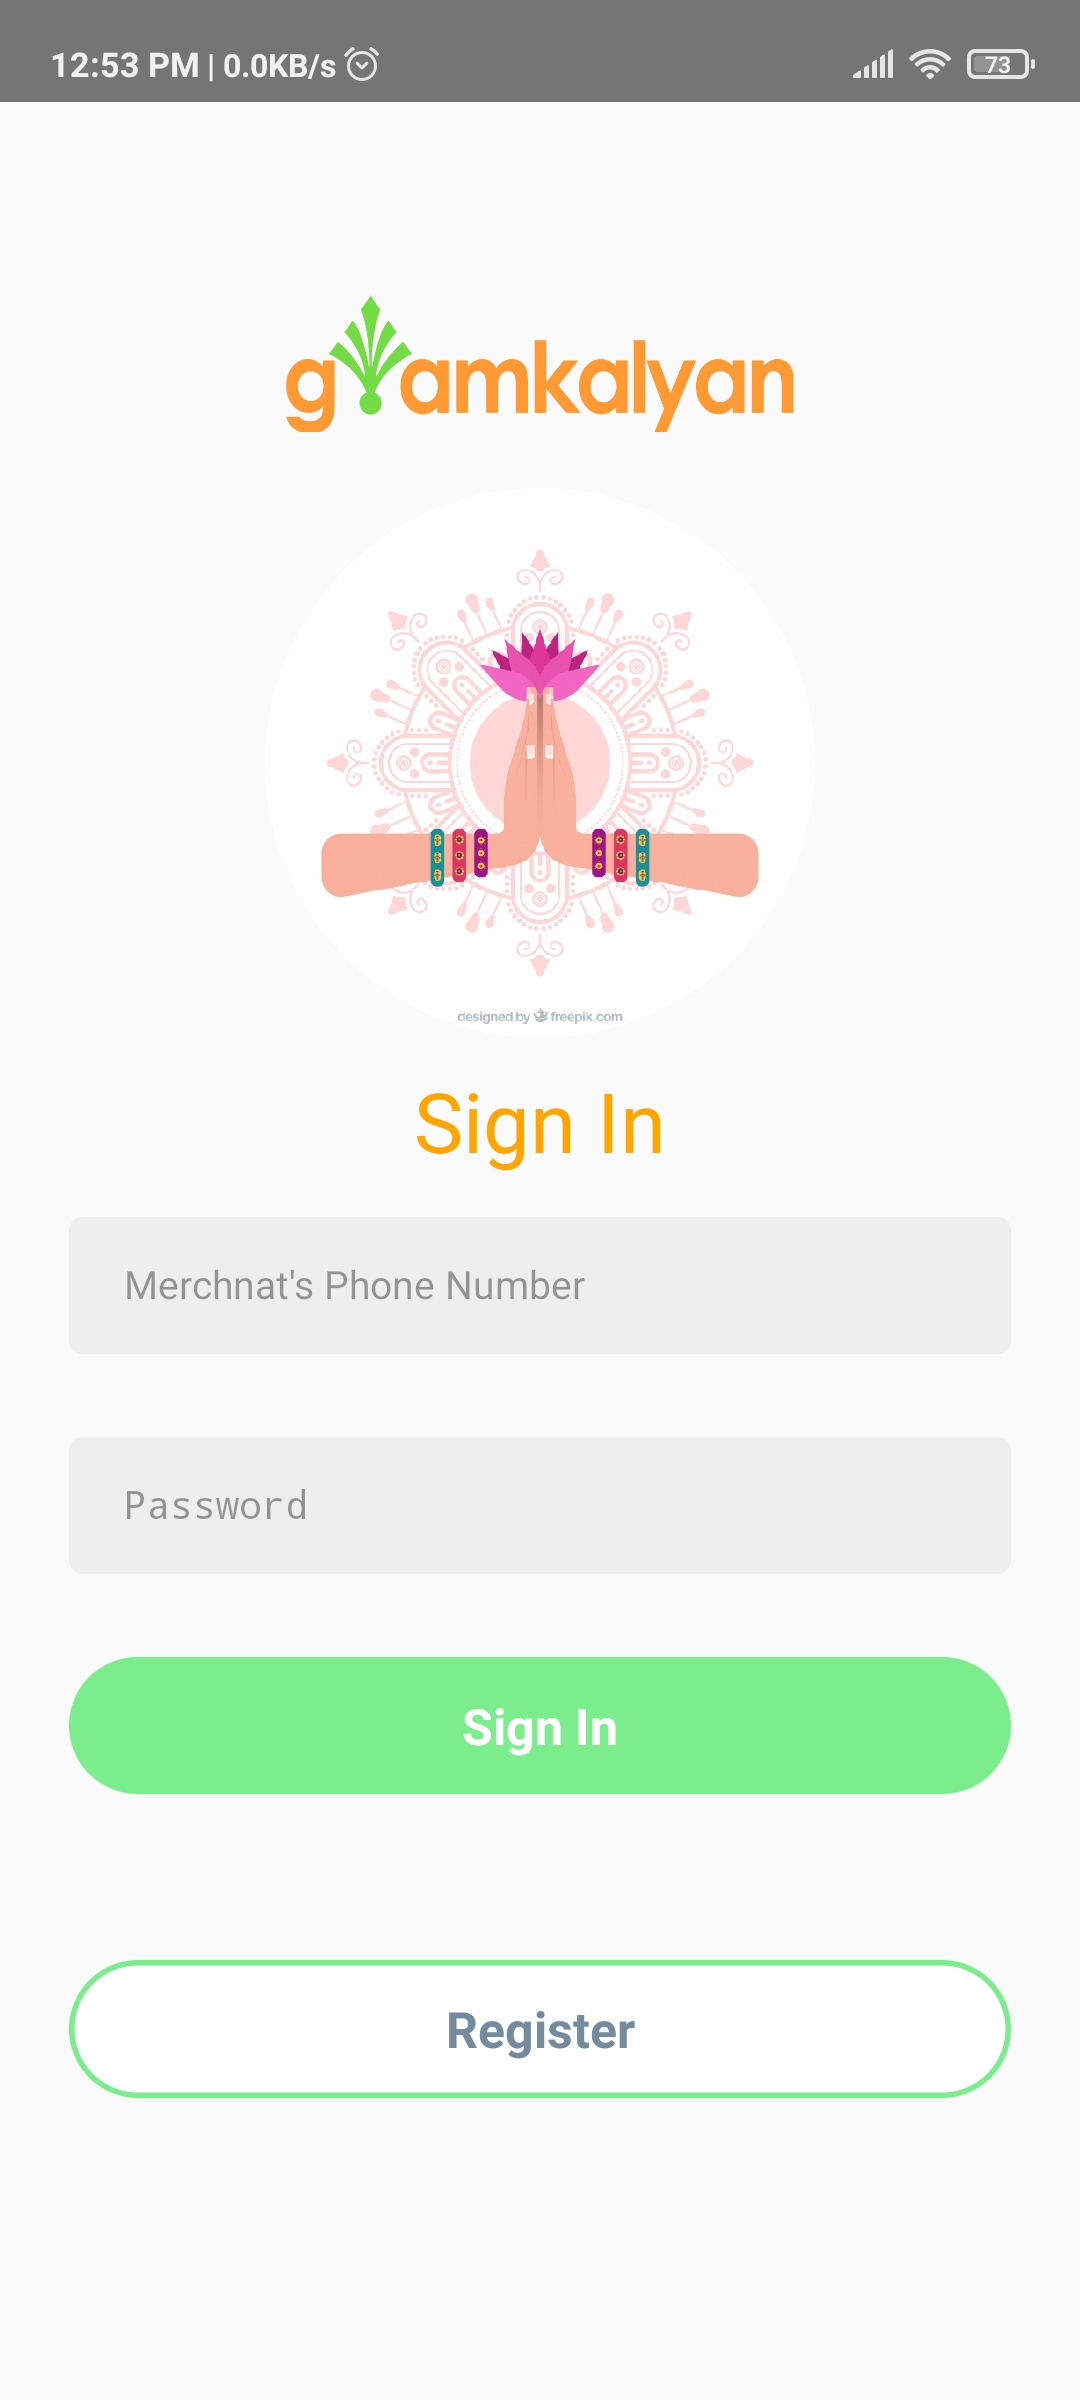 12:53 PM | 0.0KB/s
73
gramkalyan
designed by freepik.com
Sign In
Merchnat's Phone Number
Password
Sign In
Register